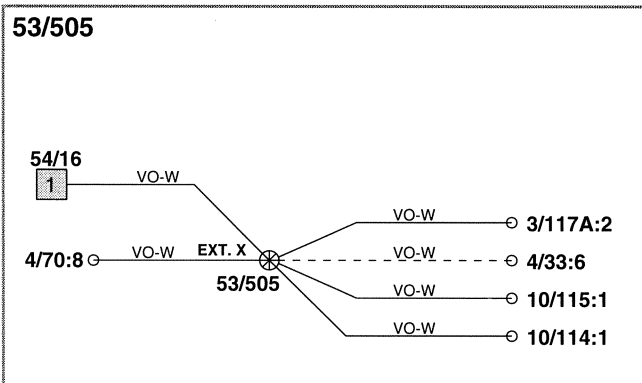 53/505
54/16
1
VO-W
VO-W
3/117A:2
4/70:8
VO-W
EXT. X
VO-W
4/33:6
53/505
VO-W
10/115:1
VO-W
10/114:1